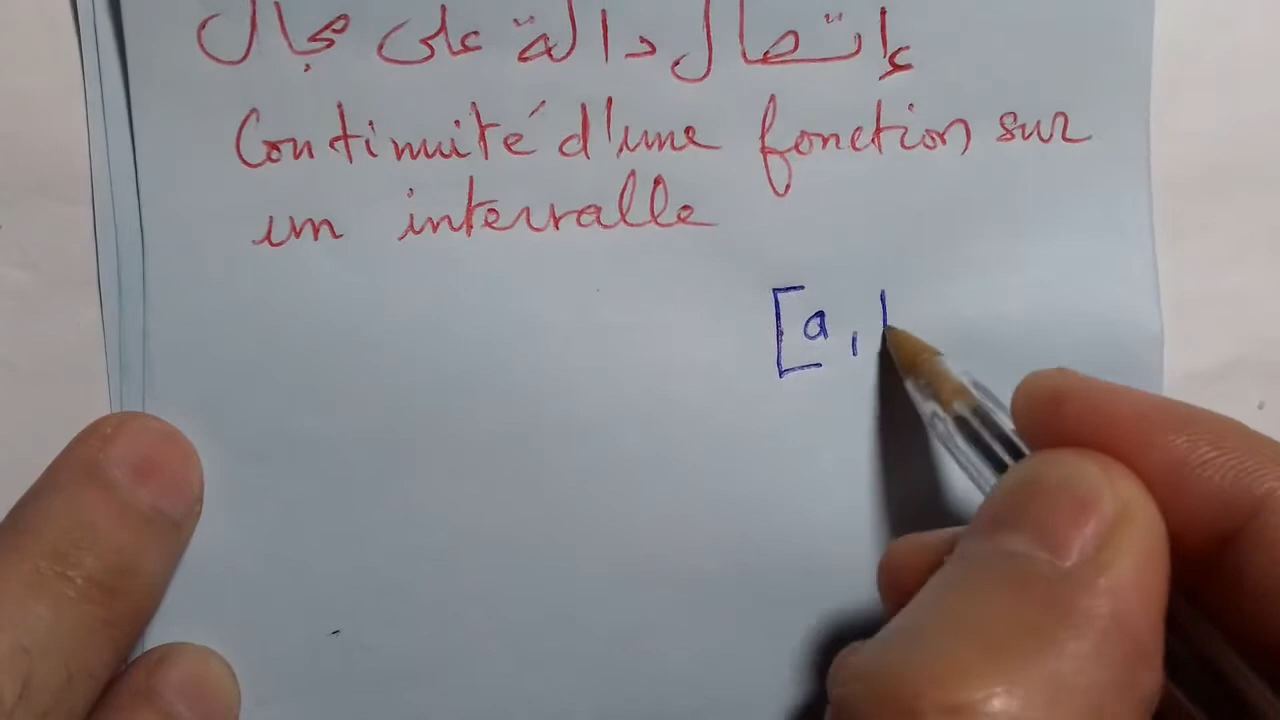 إتصال دالة على مجال
Continuité d'une fonction sur
un intervalle
[a,